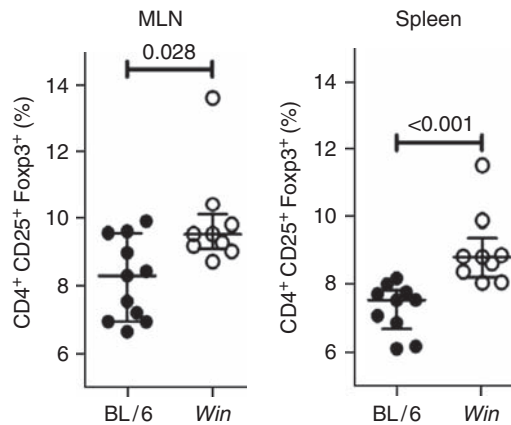 MLN
Spleen
CD4⁺ CD25⁺ Foxp3⁺ (%)
14
12
10
8
6
0.028
BL/6
Win
CD4⁺ CD25⁺ Foxp3⁺ (%)
14
12
10
8
6
<0.001
BL/6
Win